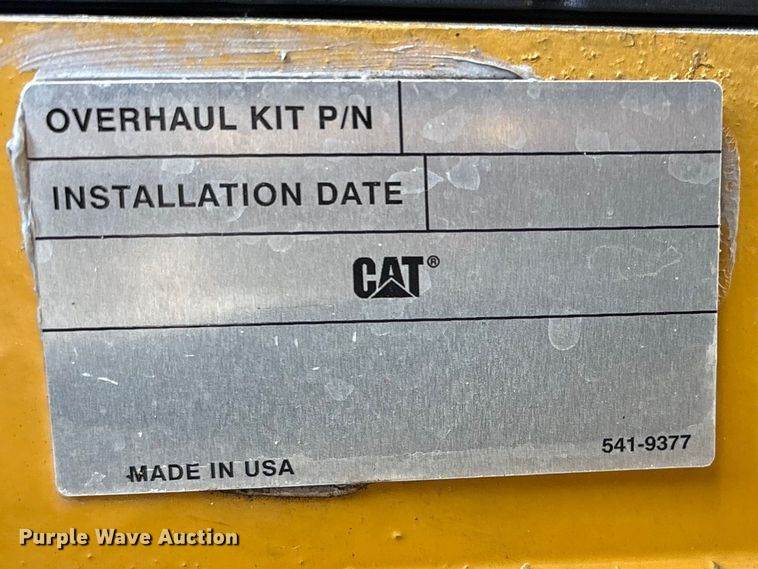 OVERHAUL KIT P/N
INSTALLATION DATE
CAT®
541-9377
MADE IN USA
Purple Wave Auction